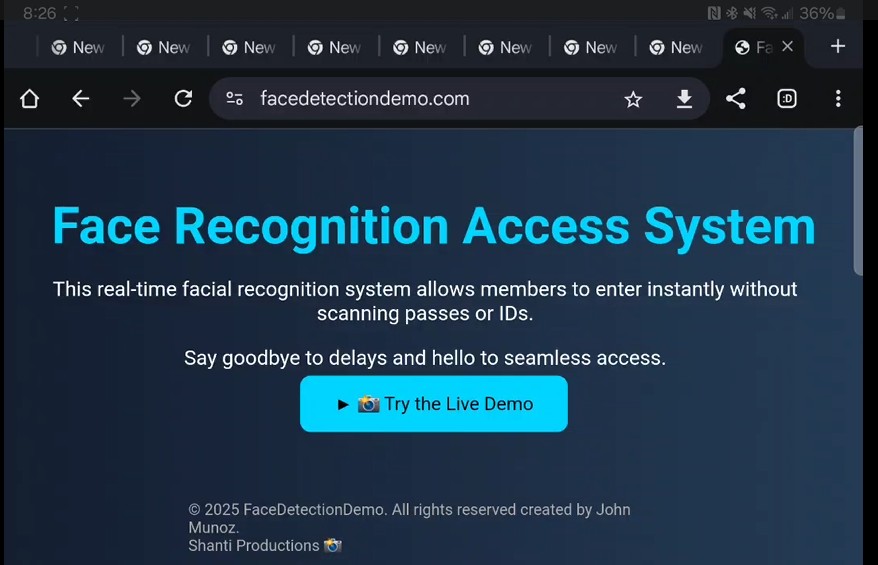 8:26 36%
New New New New New New New New Fa
facedetectiondemo.com :D
Face Recognition Access System
This real-time facial recognition system allows members to enter instantly without
scanning passes or IDs.
Say goodbye to delays and hello to seamless access.
► 📸 Try the Live Demo
© 2025 FaceDetectionDemo. All rights reserved created by John
Munoz.
Shanti Productions 📸